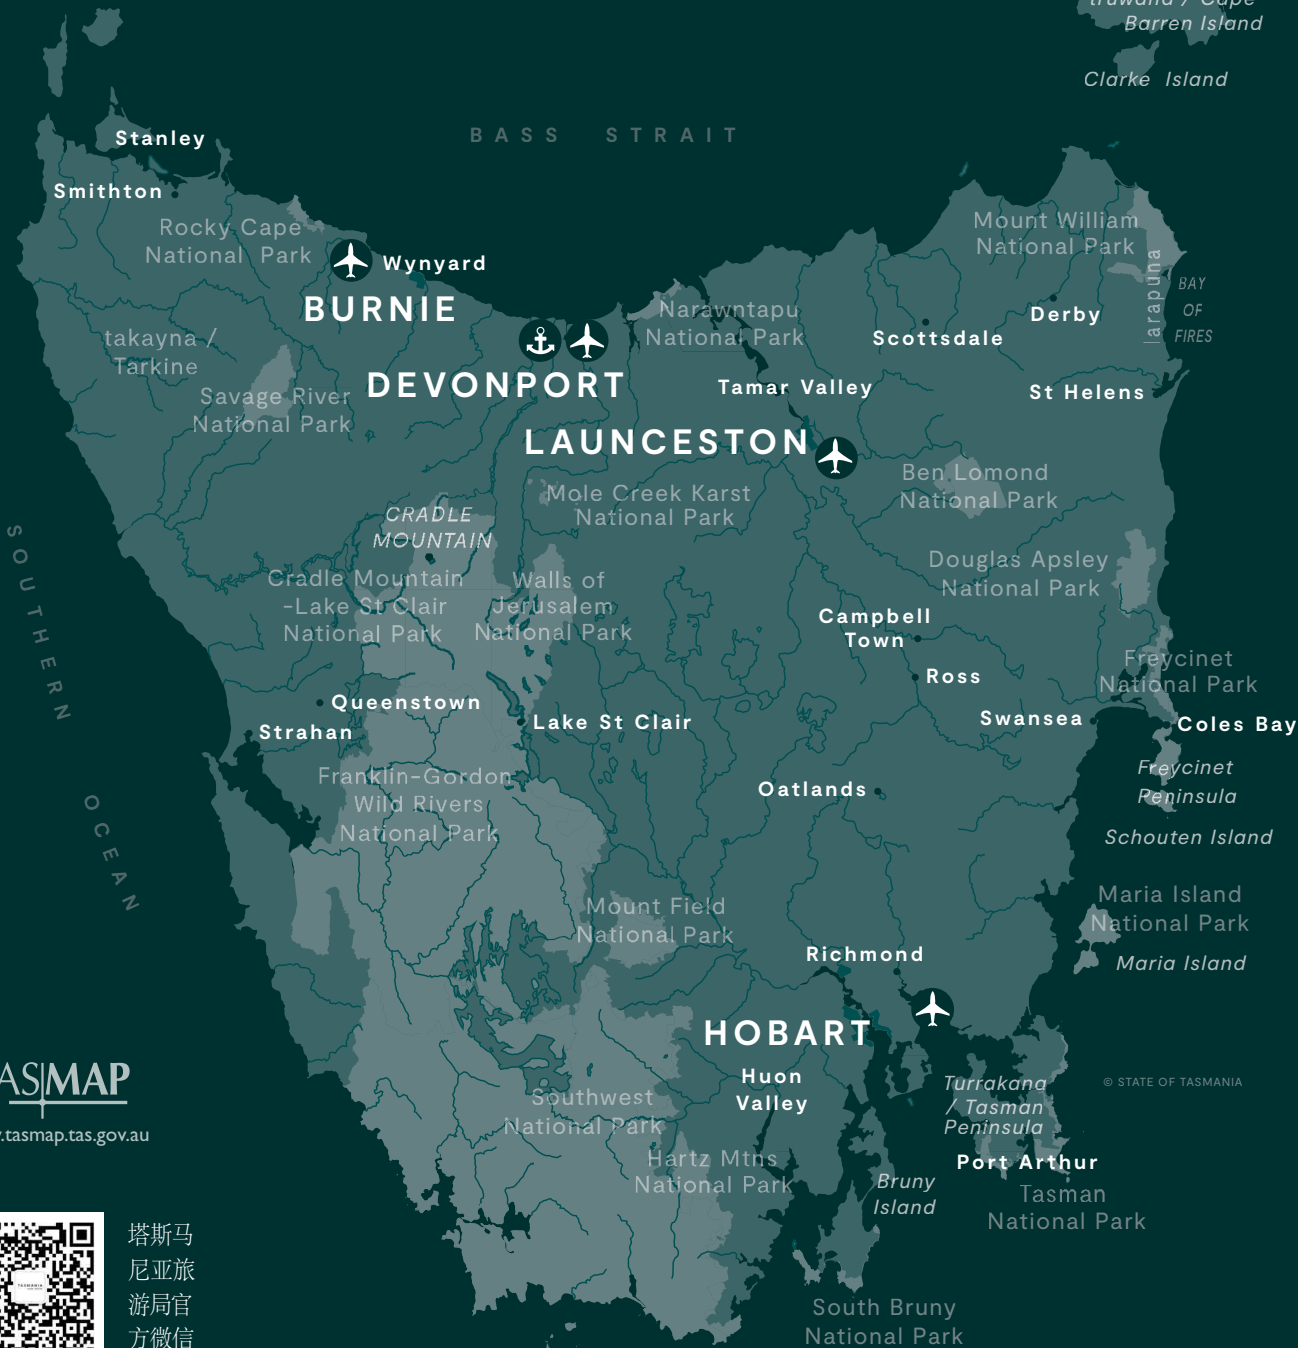 Barren Island
Clarke Island
BASS STRAIT
Stanley
Smithton
Rocky Cape
National Park
Wynyard
BURNIE
Mount William
National Park
larapuna
BAY
OF
FIRES
Derby
Narawntapu
National Park
Scottsdale
takayna /
Tarkine
Savage River
National Park
DEVONPORT
Tamar Valley
St Helens
LAUNCESTON
Ben Lomond
National Park
Mole Creek Karst
National Park
CRADLE
MOUNTAIN
SOUTHERN
OCEAN
Cradle Mountain
-Lake St Clair
National Park
Walls of
Jerusalem
National Park
Douglas Apsley
National Park
Campbell
Town
Ross
Freycinet
National Park
Queenstown
Strahan
Lake St Clair
Swansea
Coles Bay
Franklin-Gordon
Wild Rivers
National Park
Oatlands
Freycinet
Peninsula
Schouten Island
Mount Field
National Park
Maria Island
National Park
Maria Island
Richmond
HOBART
Huon
Valley
Turrakana
/ Tasman
Peninsula
© STATE OF TASMANIA
Southwest
National Park
Port Arthur
Hartz Mtns
National Park
Bruny
Island
Tasman
National Park
South Bruny
National Park
TASMAP
.tasmap.tas.gov.au
塔斯马
尼亚旅
游局官
方微信